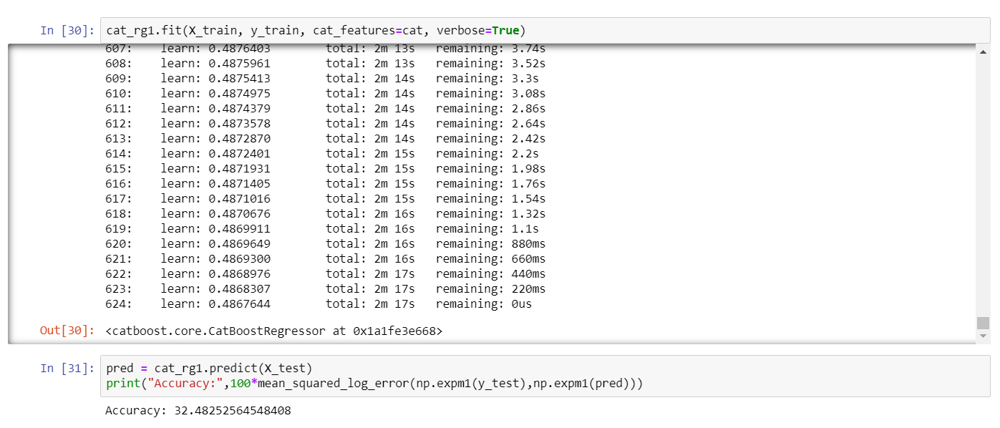 In [30]: cat_rg1.fit(X_train, y_train, cat_features=cat, verbose=True)
607: learn: 0.4876403 total: 2m 13s remaining: 3.74s
608: learn: 0.4875961 total: 2m 13s remaining: 3.52s
609: learn: 0.4875413 total: 2m 14s remaining: 3.3s
610: learn: 0.4874975 total: 2m 14s remaining: 3.08s
611: learn: 0.4874379 total: 2m 14s remaining: 2.86s
612: learn: 0.4873578 total: 2m 14s remaining: 2.64s
613: learn: 0.4872870 total: 2m 14s remaining: 2.42s
614: learn: 0.4872401 total: 2m 15s remaining: 2.2s
615: learn: 0.4871931 total: 2m 15s remaining: 1.98s
616: learn: 0.4871405 total: 2m 15s remaining: 1.76s
617: learn: 0.4871016 total: 2m 15s remaining: 1.54s
618: learn: 0.4870676 total: 2m 16s remaining: 1.32s
619: learn: 0.4869911 total: 2m 16s remaining: 1.1s
620: learn: 0.4869649 total: 2m 16s remaining: 880ms
621: learn: 0.4869300 total: 2m 16s remaining: 660ms
622: learn: 0.4868976 total: 2m 17s remaining: 440ms
623: learn: 0.4868307 total: 2m 17s remaining: 220ms
624: learn: 0.4867644 total: 2m 17s remaining: 0us
Out[30]: <catboost.core.CatBoostRegressor at 0x1a1fe3e668>
In [31]: pred = cat_rg1.predict(X_test)
print("Accuracy:",100*mean_squared_log_error(np.expm1(y_test),np.expm1(pred)))
Accuracy: 32.48252564548408